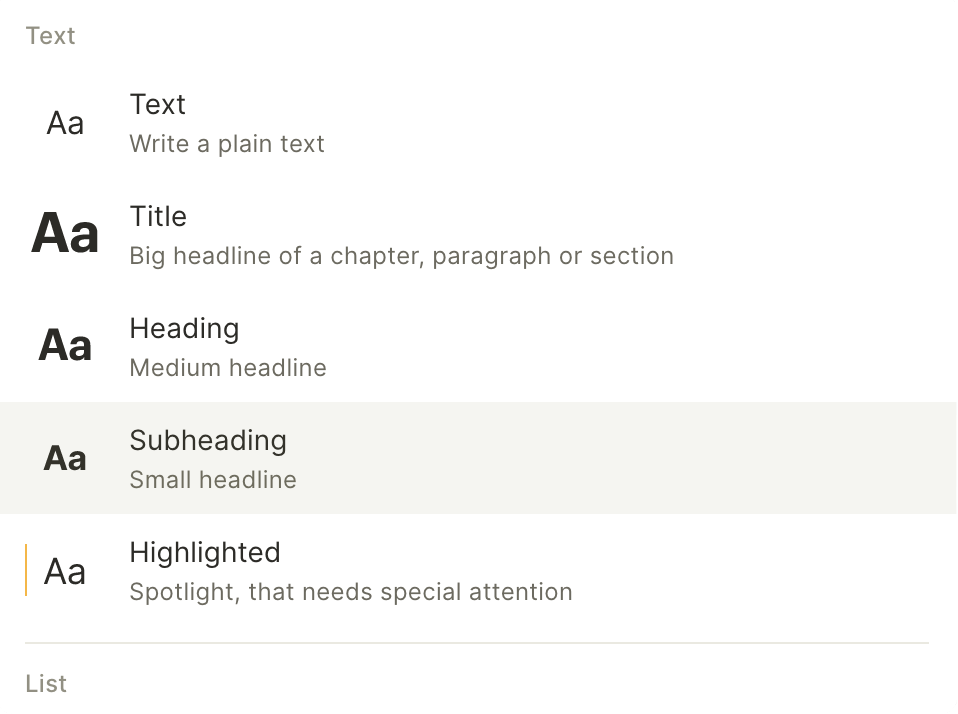 Text
Aa
Text
Write a plain text
Aa
Title
Big headline of a chapter, paragraph or section
Aa
Heading
Medium headline
Aa
Subheading
Small headline
Aa
Highlighted
Spotlight, that needs special attention
List